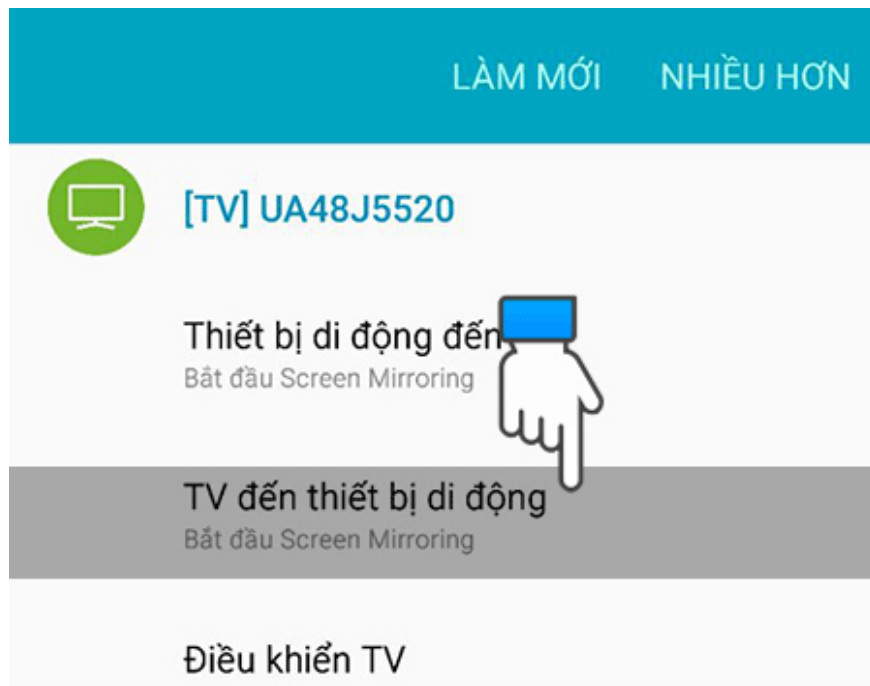 LÀM MỚI NHIỀU HƠN
[TV] UA48J5520
Thiết bị di động đến
Bắt đầu Screen Mirroring
TV đến thiết bị di động
Bắt đầu Screen Mirroring
Điều khiển TV